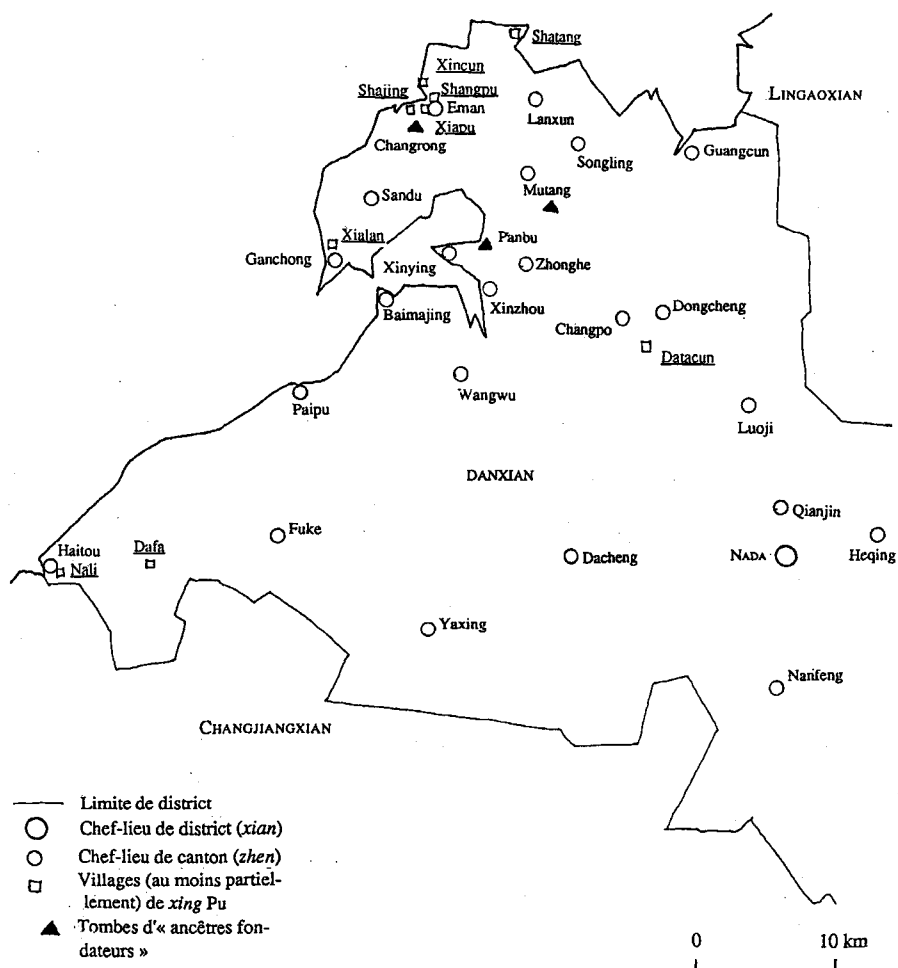 Shatang
Xincun
Shajing
Shangpu
Eman
LINGAOXIAN
Lanxun
Xiapu
Changrong
Songling
Guangcun
Mutang
Sandu
Xialan
Panbu
Ganchong
Xinying
Zhonghe
Xinzhou
Baimajing
Dongcheng
Changpo
Datacun
Wangwu
Paipu
Luoji
DANXIAN
Qianjin
Fuke
Haitou
Dafa
Nali
Dacheng
NADA
Heqing
Yaxing
Nanfeng
CHANGJIANGXIAN
Limite de district
Chef-lieu de district (xian)
Chef-lieu de canton (zhen)
Villages (au moins partiel-
lement) de xing Pu
Tombes d'« ancêtres fon-
dateurs »
0 10 km